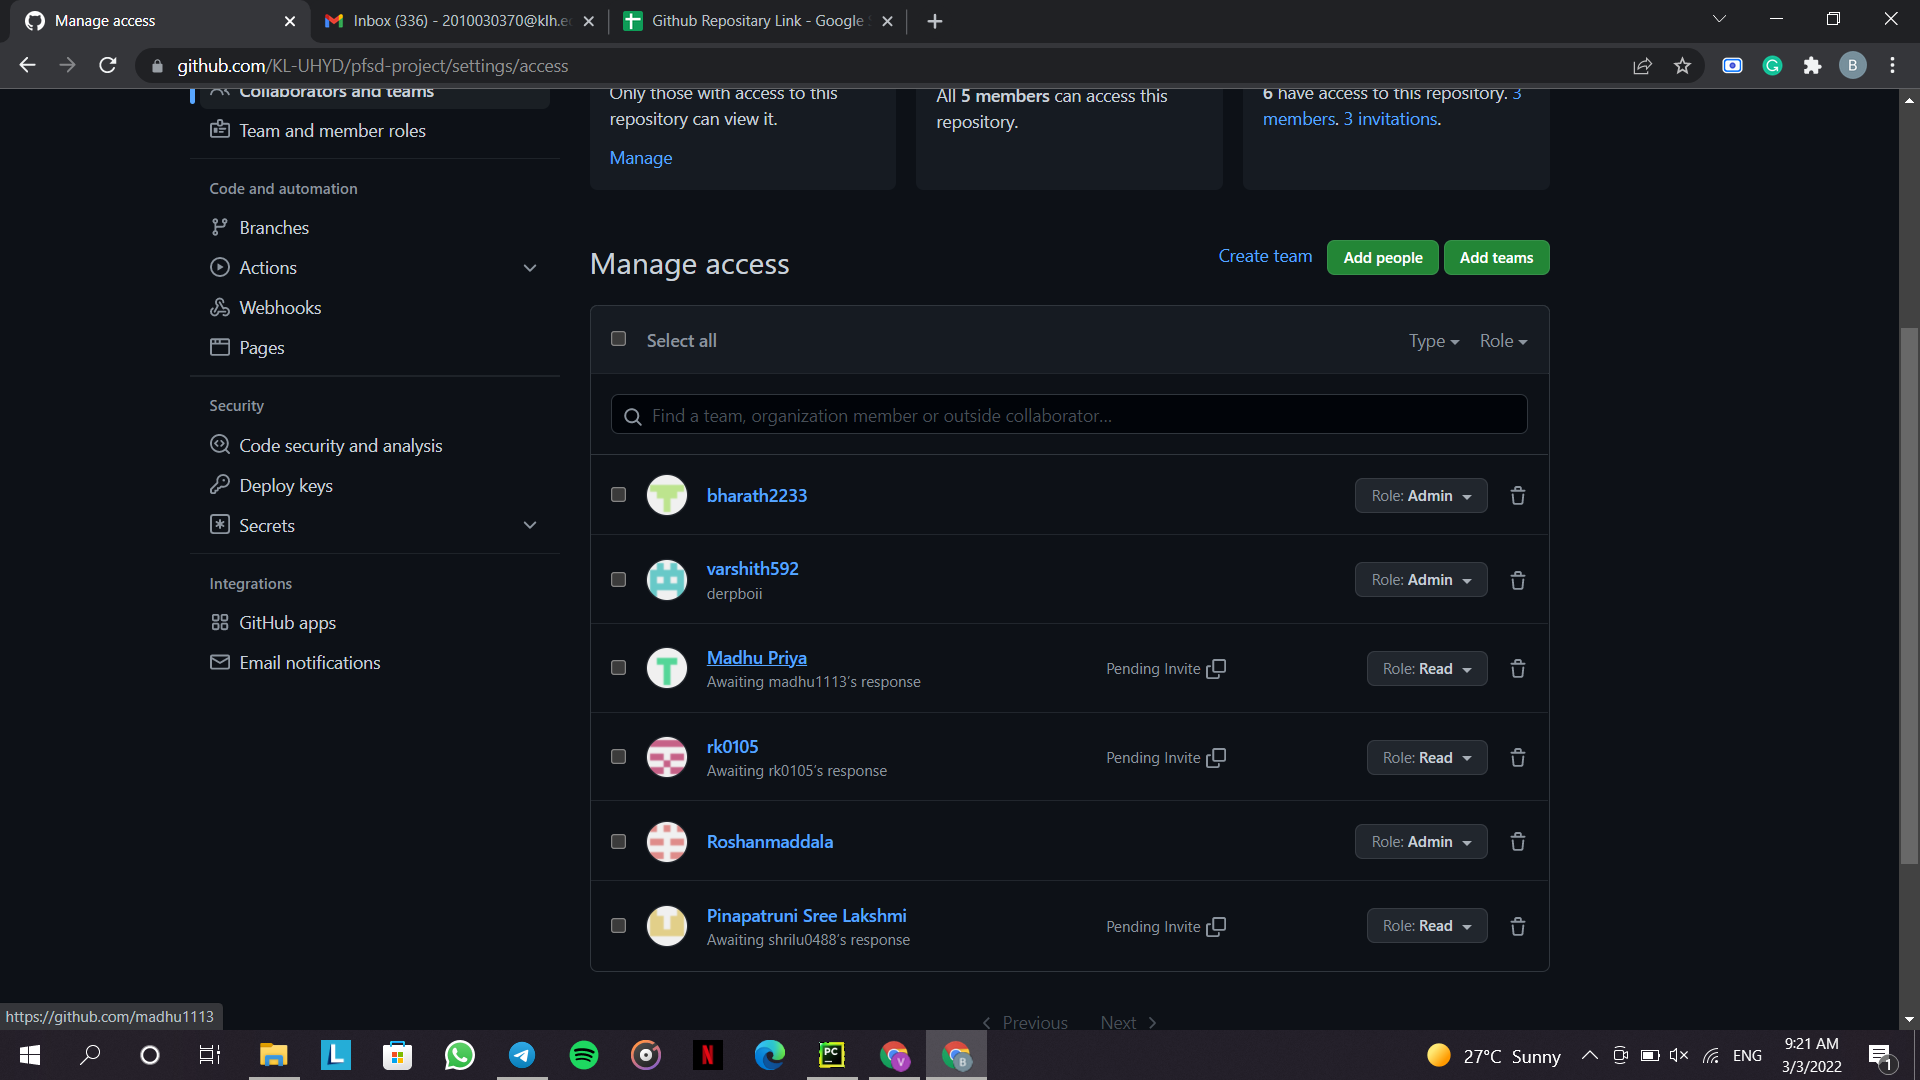 Manage access
Inbox (336) - 2010030370@klh.e
Github Repositary Link - Google
github.com/KL-UHYD/pfsd-project/settings/access
B
Collaborators and teams
Team and member roles
Code and automation
Branches
Actions
Webhooks
Pages
Security
Code security and analysis
Deploy keys
Secrets
Integrations
GitHub apps
Email notifications
Only those with access to this
repository can view it.
Manage
All 5 members can access this
repository.
6 have access to this repository. 3
members. 3 invitations.
Manage access
Create team
Add people
Add teams
Select all
Type
Role
Find a team, organization member or outside collaborator...
bharath2233
Role: Admin
varshith592
derpboii
Role: Admin
Madhu Priya
Awaiting madhu1113's response
Pending Invite
Role: Read
rk0105
Awaiting rk0105's response
Pending Invite
Role: Read
Roshanmaddala
Role: Admin
Pinapatruni Sree Lakshmi
Awaiting shrilu0488's response
Pending Invite
Role: Read
Previous
Next
https://github.com/madhu1113
L
N
PC
V
B
27°C Sunny
ENG
9:21 AM
3/3/2022
1